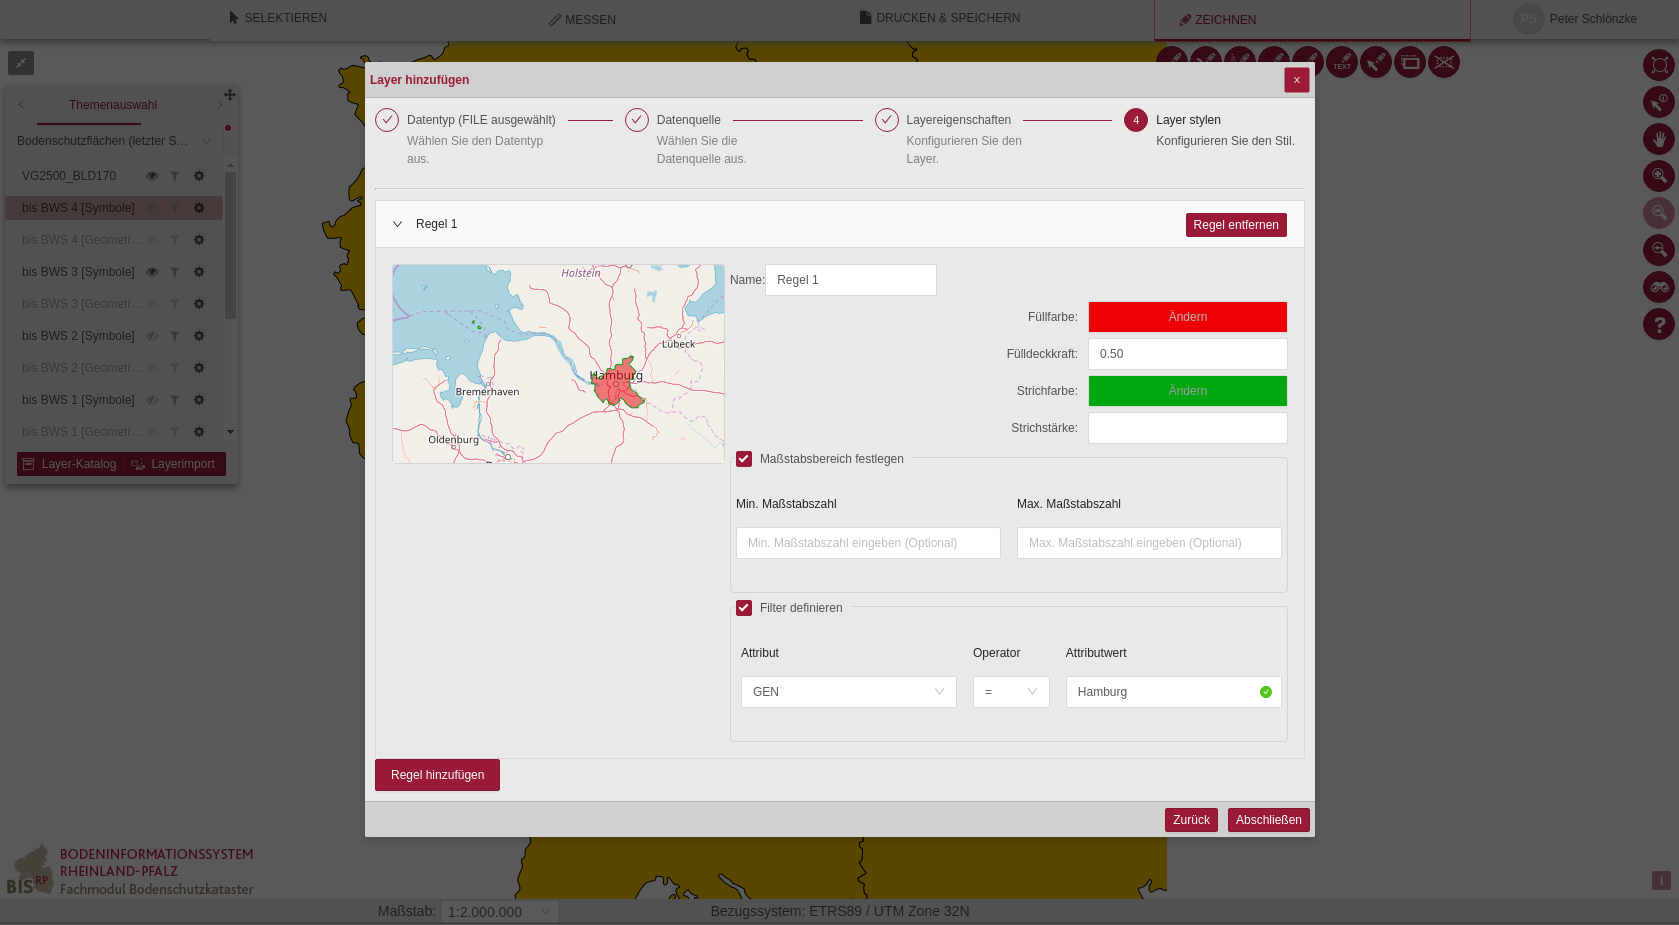 SELEKTIEREN
MESSEN
DRUCKEN & SPEICHERN
ZEICHNEN
PS
Peter Schlönzke
TEXT
Themenauswahl
Bodenschutzflächen (letzter S...
VG2500_BLD170
bis BWS 4 [Symbole]
bis BWS 4 [Geometr...
bis BWS 3 [Symbole]
bis BWS 3 [Geometr...
bis BWS 2 [Symbole]
bis BWS 2 [Geometr...
bis BWS 1 [Symbole]
bis BWS 1 [Geometr...
Layer-Katalog
Layerimport
Layer hinzufügen
x
Datentyp (FILE ausgewählt)
Wählen Sie den Datentyp
aus.
Datenquelle
Wählen Sie die
Datenquelle aus.
Layereigenschaften
Konfigurieren Sie den
Layer.
4
Layer stylen
Konfigurieren Sie den Stil.
Regel 1
Regel entfernen
Holstein
Lübeck
Hamburg
Bremerhaven
Oldenburg
Name:
Regel 1
Füllfarbe:
Ändern
Fülldeckkraft:
0.50
Strichfarbe:
Ändern
Strichstärke:
Maßstabsbereich festlegen
Min. Maßstabszahl
Max. Maßstabszahl
Min. Maßstabszahl eingeben (Optional)
Max. Maßstabszahl eingeben (Optional)
Filter definieren
Attribut
Operator
Attributwert
GEN
=
Hamburg
Regel hinzufügen
Zurück
Abschließen
?
BIS RP
BODENINFORMATIONSSYSTEM
RHEINLAND-PFALZ
Fachmodul Bodenschutzkataster
i
Maßstab:
1:2.000.000
Bezugssystem: ETRS89 / UTM Zone 32N